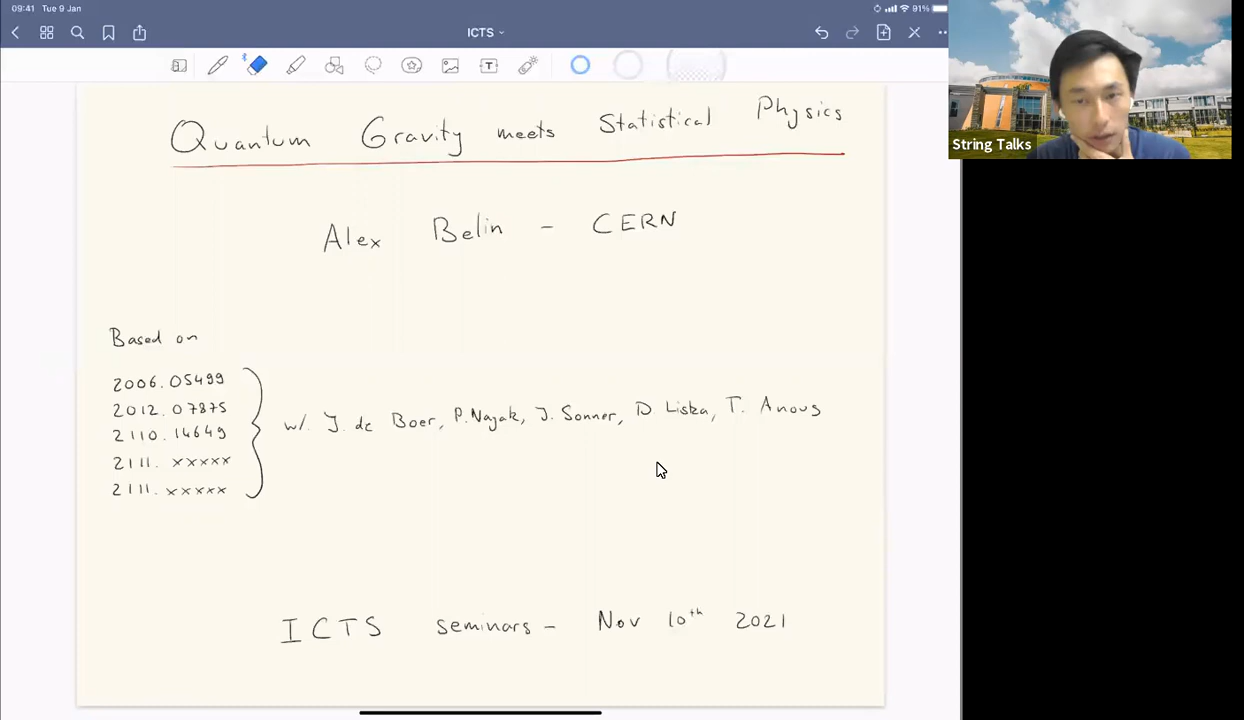 09:41 Tue 9 Jan
91%
ICTS
String Talks
Quantum Gravity meets Statistical Physics
Alex Belin - CERN
Based on
2006.05499
2012.07875
2110.14649
2111.xxxxx
2111.xxxxx
w/. J. de Boer, P. Nayak, J. Sonner, D Liska, T. Anous
ICTS seminars - Nov 10th 2021